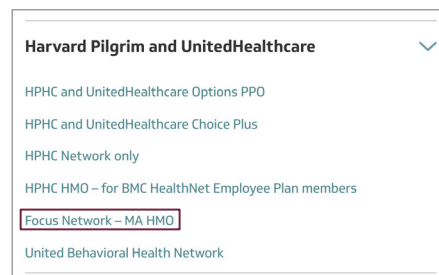 Harvard Pilgrim and UnitedHealthcare
HPHC and UnitedHealthcare Options PPO
HPHC and UnitedHealthcare Choice Plus
HPHC Network only
HPHC HMO – for BMC HealthNet Employee Plan members
Focus Network – MA HMO
United Behavioral Health Network